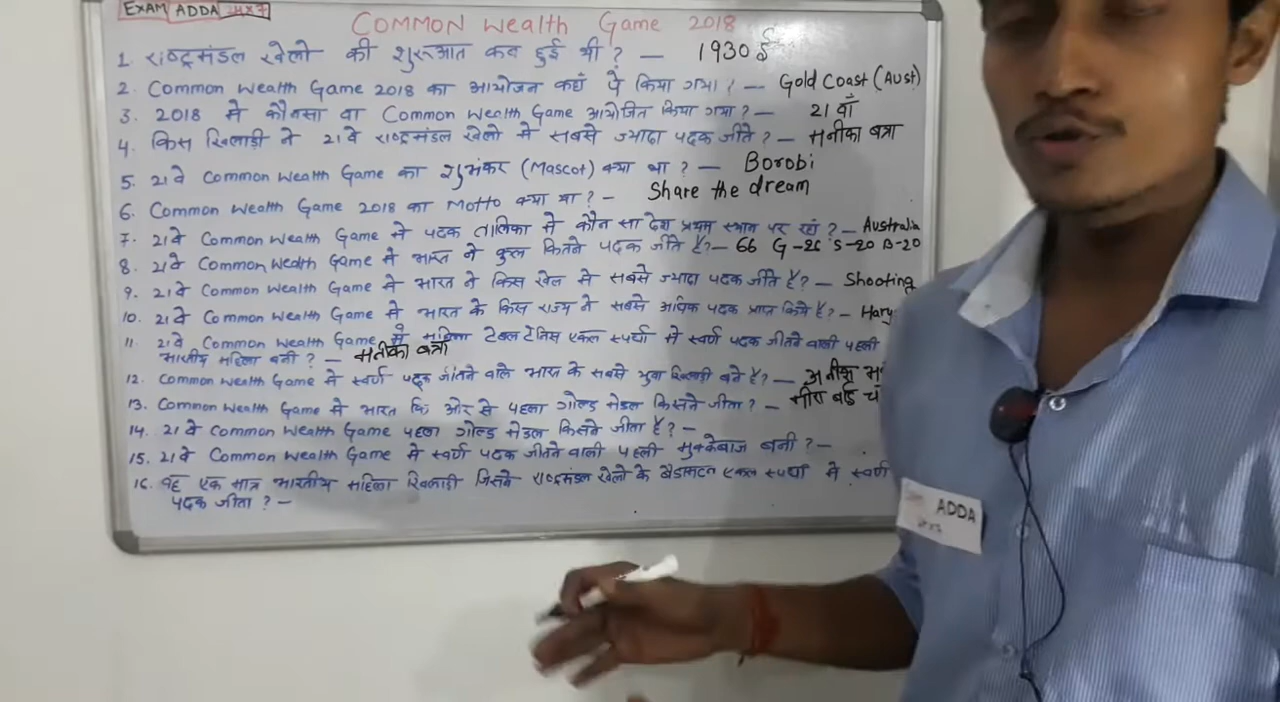 EXAM ADDA 24x7
COMMON Wealth Game 2018
1. राष्ट्रमंडल खेलो की शुरूआत कब हुई थी? — 1930 ई
2. Common Wealth Game 2018 का आयोजन कहाँ पे किया गया? — Gold Coast (Aust)
3. 2018 मे कौनसा वा Common Wealth Game आयोजित किया गया? — 21 वाँ
4. किस खिलाड़ी ने 21 वे राष्ट्रमंडल खेलो मे सबसे ज्यादा पदक जीते? — मनीका बत्रा
5. 21 वे Common Wealth Game का शुभंकर (Mascot) क्या था? — Borobi
6. Common Wealth Game 2018 का Motto क्या था? — Share the dream
7. 21 वे Common Wealth Game मे पदक तालिका मे कौन सा देश प्रथम स्थान पर रहा? — Australia
8. 21 वे Common Wealth Game मे भारत ने कुल कितने पदक जीते है? — 66 G-26 S-20 B-20
9. 21 वे Common Wealth Game मे भारत ने किस खेल मे सबसे ज्यादा पदक जीते है? — Shooting
10. 21 वे Common Wealth Game मे भारत के किस राज्य ने सबसे अधिक पदक प्राप्त किये है? — Hary
11. 21 वे Common Wealth Game मे महिला टेबल टेनिस एकल स्पर्धा मे स्वर्ण पदक जीतने वाली पहली
भारतीय महिला बनी? — मनीका बत्रा
12. Common Wealth Game मे स्वर्ण पदक जीतने वाले भारत के सबसे युवा खिलाड़ी बने है? — अनीश भ
13. Common Wealth Game मे भारत कि ओर से पहला गोल्ड मेडल किसने जीता? — मीरा बाई च
14. 21 वे Common Wealth Game पहला गोल्ड मेडल किसने जीता है? —
15. 21 वे Common Wealth Game मे स्वर्ण पदक जीतने वाली पहली मुक्केबाज बनी? —
16. वह एक मात्र भारतीय महिला खिलाड़ी जिसने राष्ट्रमंडल खेलो के बैडमिंटन एकल स्पर्धा मे स्वर्ण
पदक जीता? —
ADDA